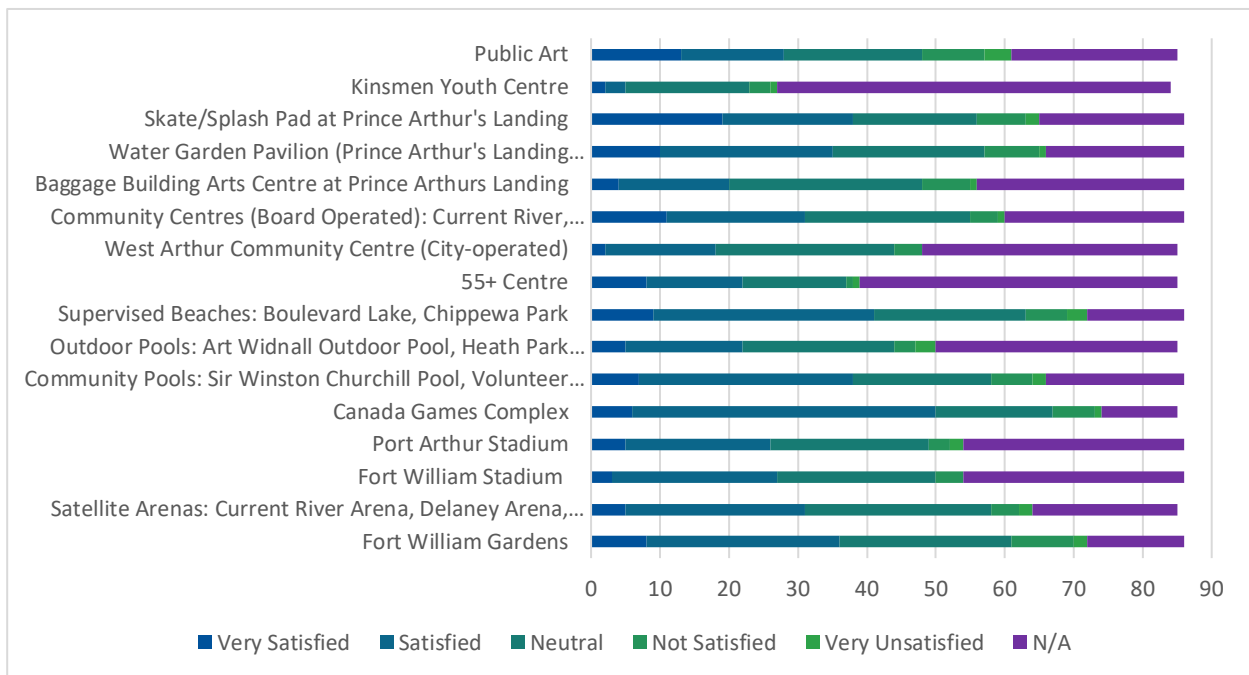 Public Art
Kinsmen Youth Centre
Skate/Splash Pad at Prince Arthur's Landing
Water Garden Pavilion (Prince Arthur's Landing...
Baggage Building Arts Centre at Prince Arthurs Landing
Community Centres (Board Operated): Current River,...
West Arthur Community Centre (City-operated)
55+ Centre
Supervised Beaches: Boulevard Lake, Chippewa Park
Outdoor Pools: Art Widnall Outdoor Pool, Heath Park...
Community Pools: Sir Winston Churchill Pool, Volunteer...
Canada Games Complex
Port Arthur Stadium
Fort William Stadium
Satellite Arenas: Current River Arena, Delaney Arena,...
Fort William Gardens
0 10 20 30 40 50 60 70 80 90
Very Satisfied Satisfied Neutral Not Satisfied Very Unsatisfied N/A